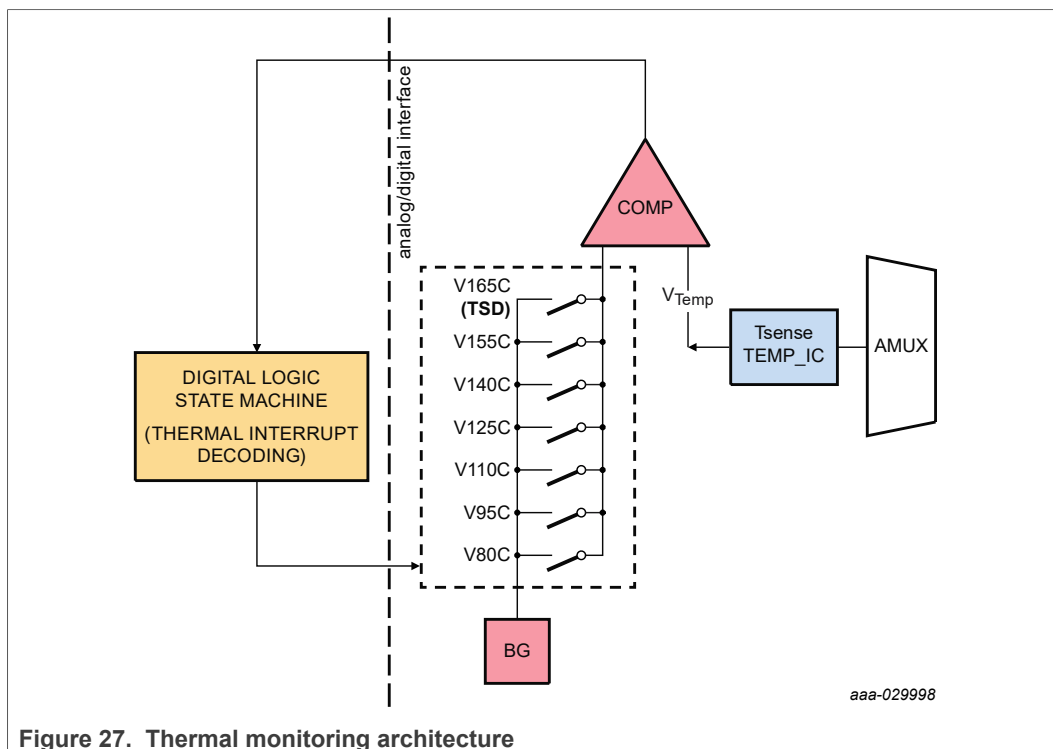 analog/digital interface
COMP
V165C
(TSD)
V155C
V140C
V125C
V110C
V95C
V80C
VTemp
Tsense
TEMP_IC
AMUX
DIGITAL LOGIC
STATE MACHINE
(THERMAL INTERRUPT
DECODING)
BG
aaa-029998
Figure 27. Thermal monitoring architecture